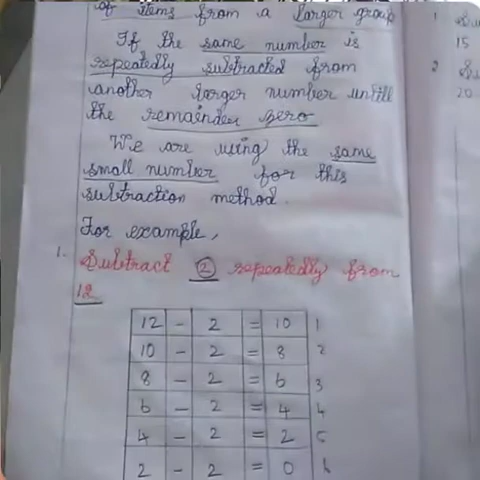 of items from a larger group
If the same number is
repeatedly subtracted from
another larger number untill
the remainder zero
We are using the same
small number for this
subtraction method.
For example,
1. Subtract 2 repeatedly from
12
12 - 2 = 10 1
10 - 2 = 8 2
8 - 2 = 6 3
6 - 2 = 4 4
4 - 2 = 2 5
2 - 2 = 0 6
1
15
2
20